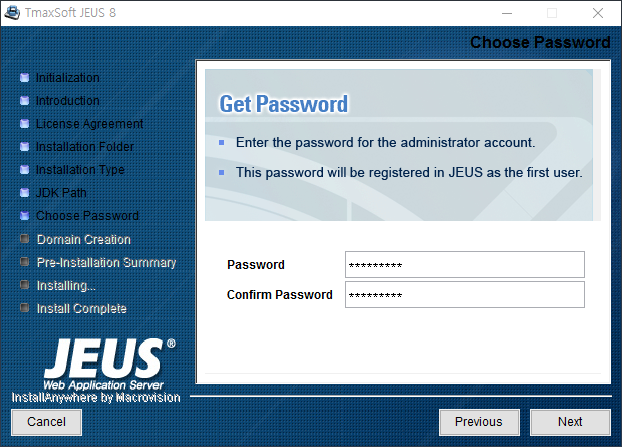 TmaxSoft JEUS 8
Choose Password
Initialization
Introduction
License Agreement
Installation Folder
Installation Type
JDK Path
Choose Password
Domain Creation
Pre-Installation Summary
Installing...
Install Complete
Get Password
Enter the password for the administrator account.
This password will be registered in JEUS as the first user.
Password
*********
Confirm Password
*********
JEUS®
Web Application Server
InstallAnywhere by Macrovision
Cancel
Previous
Next